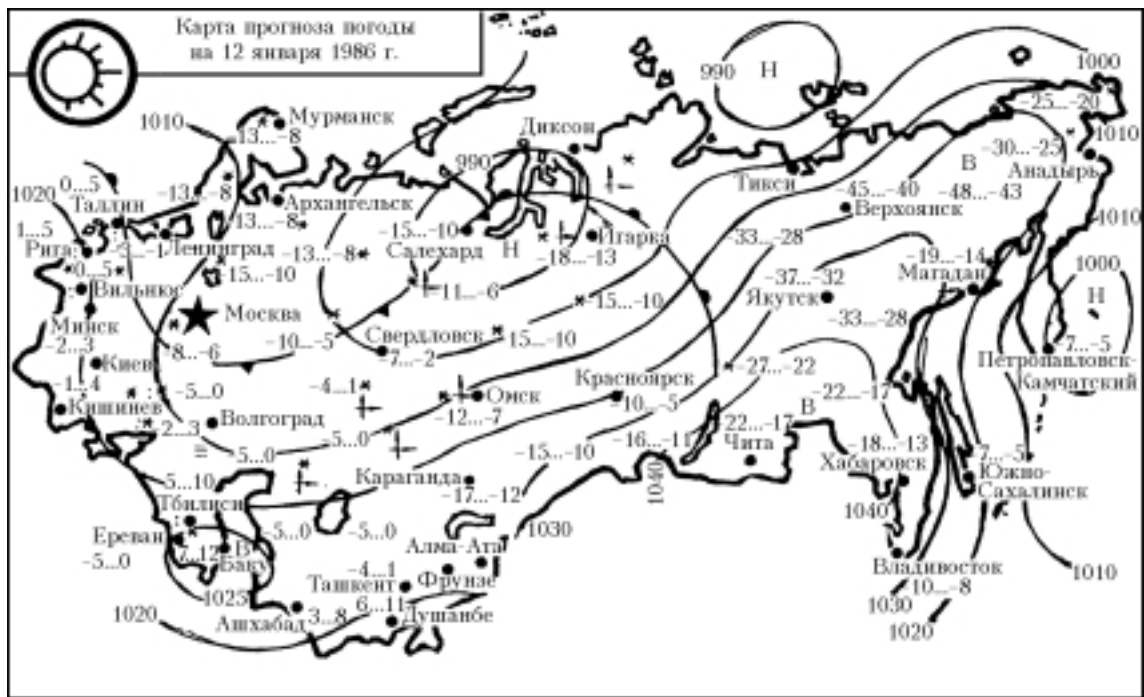 Карта прогноза погоды
на 12 января 1986 г.
990
Н
1000
-25...-20
1010
Мурманск
-13...-8
Диксон
990
-30...-25
1010
В
Анадырь
Тикси
-45...-40
-48...-43
Верхоянск
1020
0...5
-13...-8
Таллин
Архангельск
13...-8
-15...-10
1...5
Рига
-3...-1
Ленинград
-13...-8
Салехард
Н
Игарка
-18...-13
-33...-28
1010
-19...-14
Магадан
1000
Н
0...5
15...-10
Вильнюс
-11...-6
-15...-10
-37...-32
Якутск
Минск
Москва
-33...-28
-2...3
-8...-6
-10...-5
Свердловск
15...-10
7...-5
Петропавловск-
Камчатский
Киев
-7...-2
-27...-22
-1...4
-5...0
-4...1
Омск
Красноярск
-22...-17
Кишинев
-12...-7
-10...-5
В
2...3
Волгоград
-5...0
-22...-17
5...0
-16...-11
Чита
-18...-13
7...-5
-15...-10
Хабаровск
Южно-
Сахалинск
5...10
Караганда
-17...-12
1040
1040
Тбилиси
1030
Ереван
-5...0
-5...0
7...12
В
Баку
-5...0
Алма-Ата
Владивосток
1010
-4...1
Ташкент
Фрунзе
10...-8
1023
6...11
1030
1020
Ашхабад
3...8
Душанбе
1020